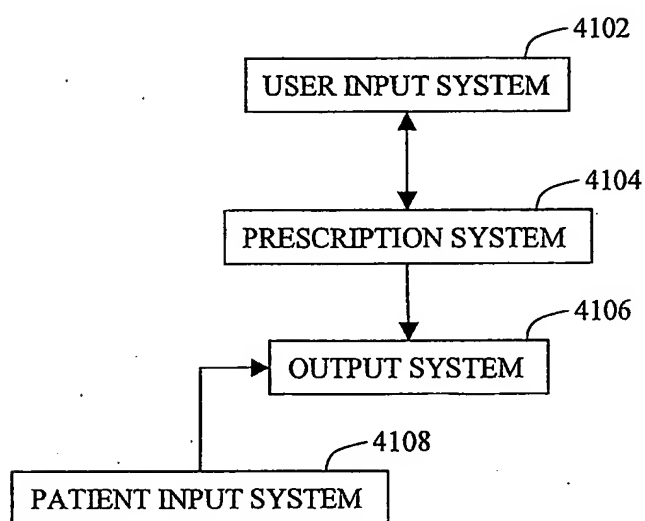 4102
USER INPUT SYSTEM
4104
PRESCRIPTION SYSTEM
4106
OUTPUT SYSTEM
4108
PATIENT INPUT SYSTEM